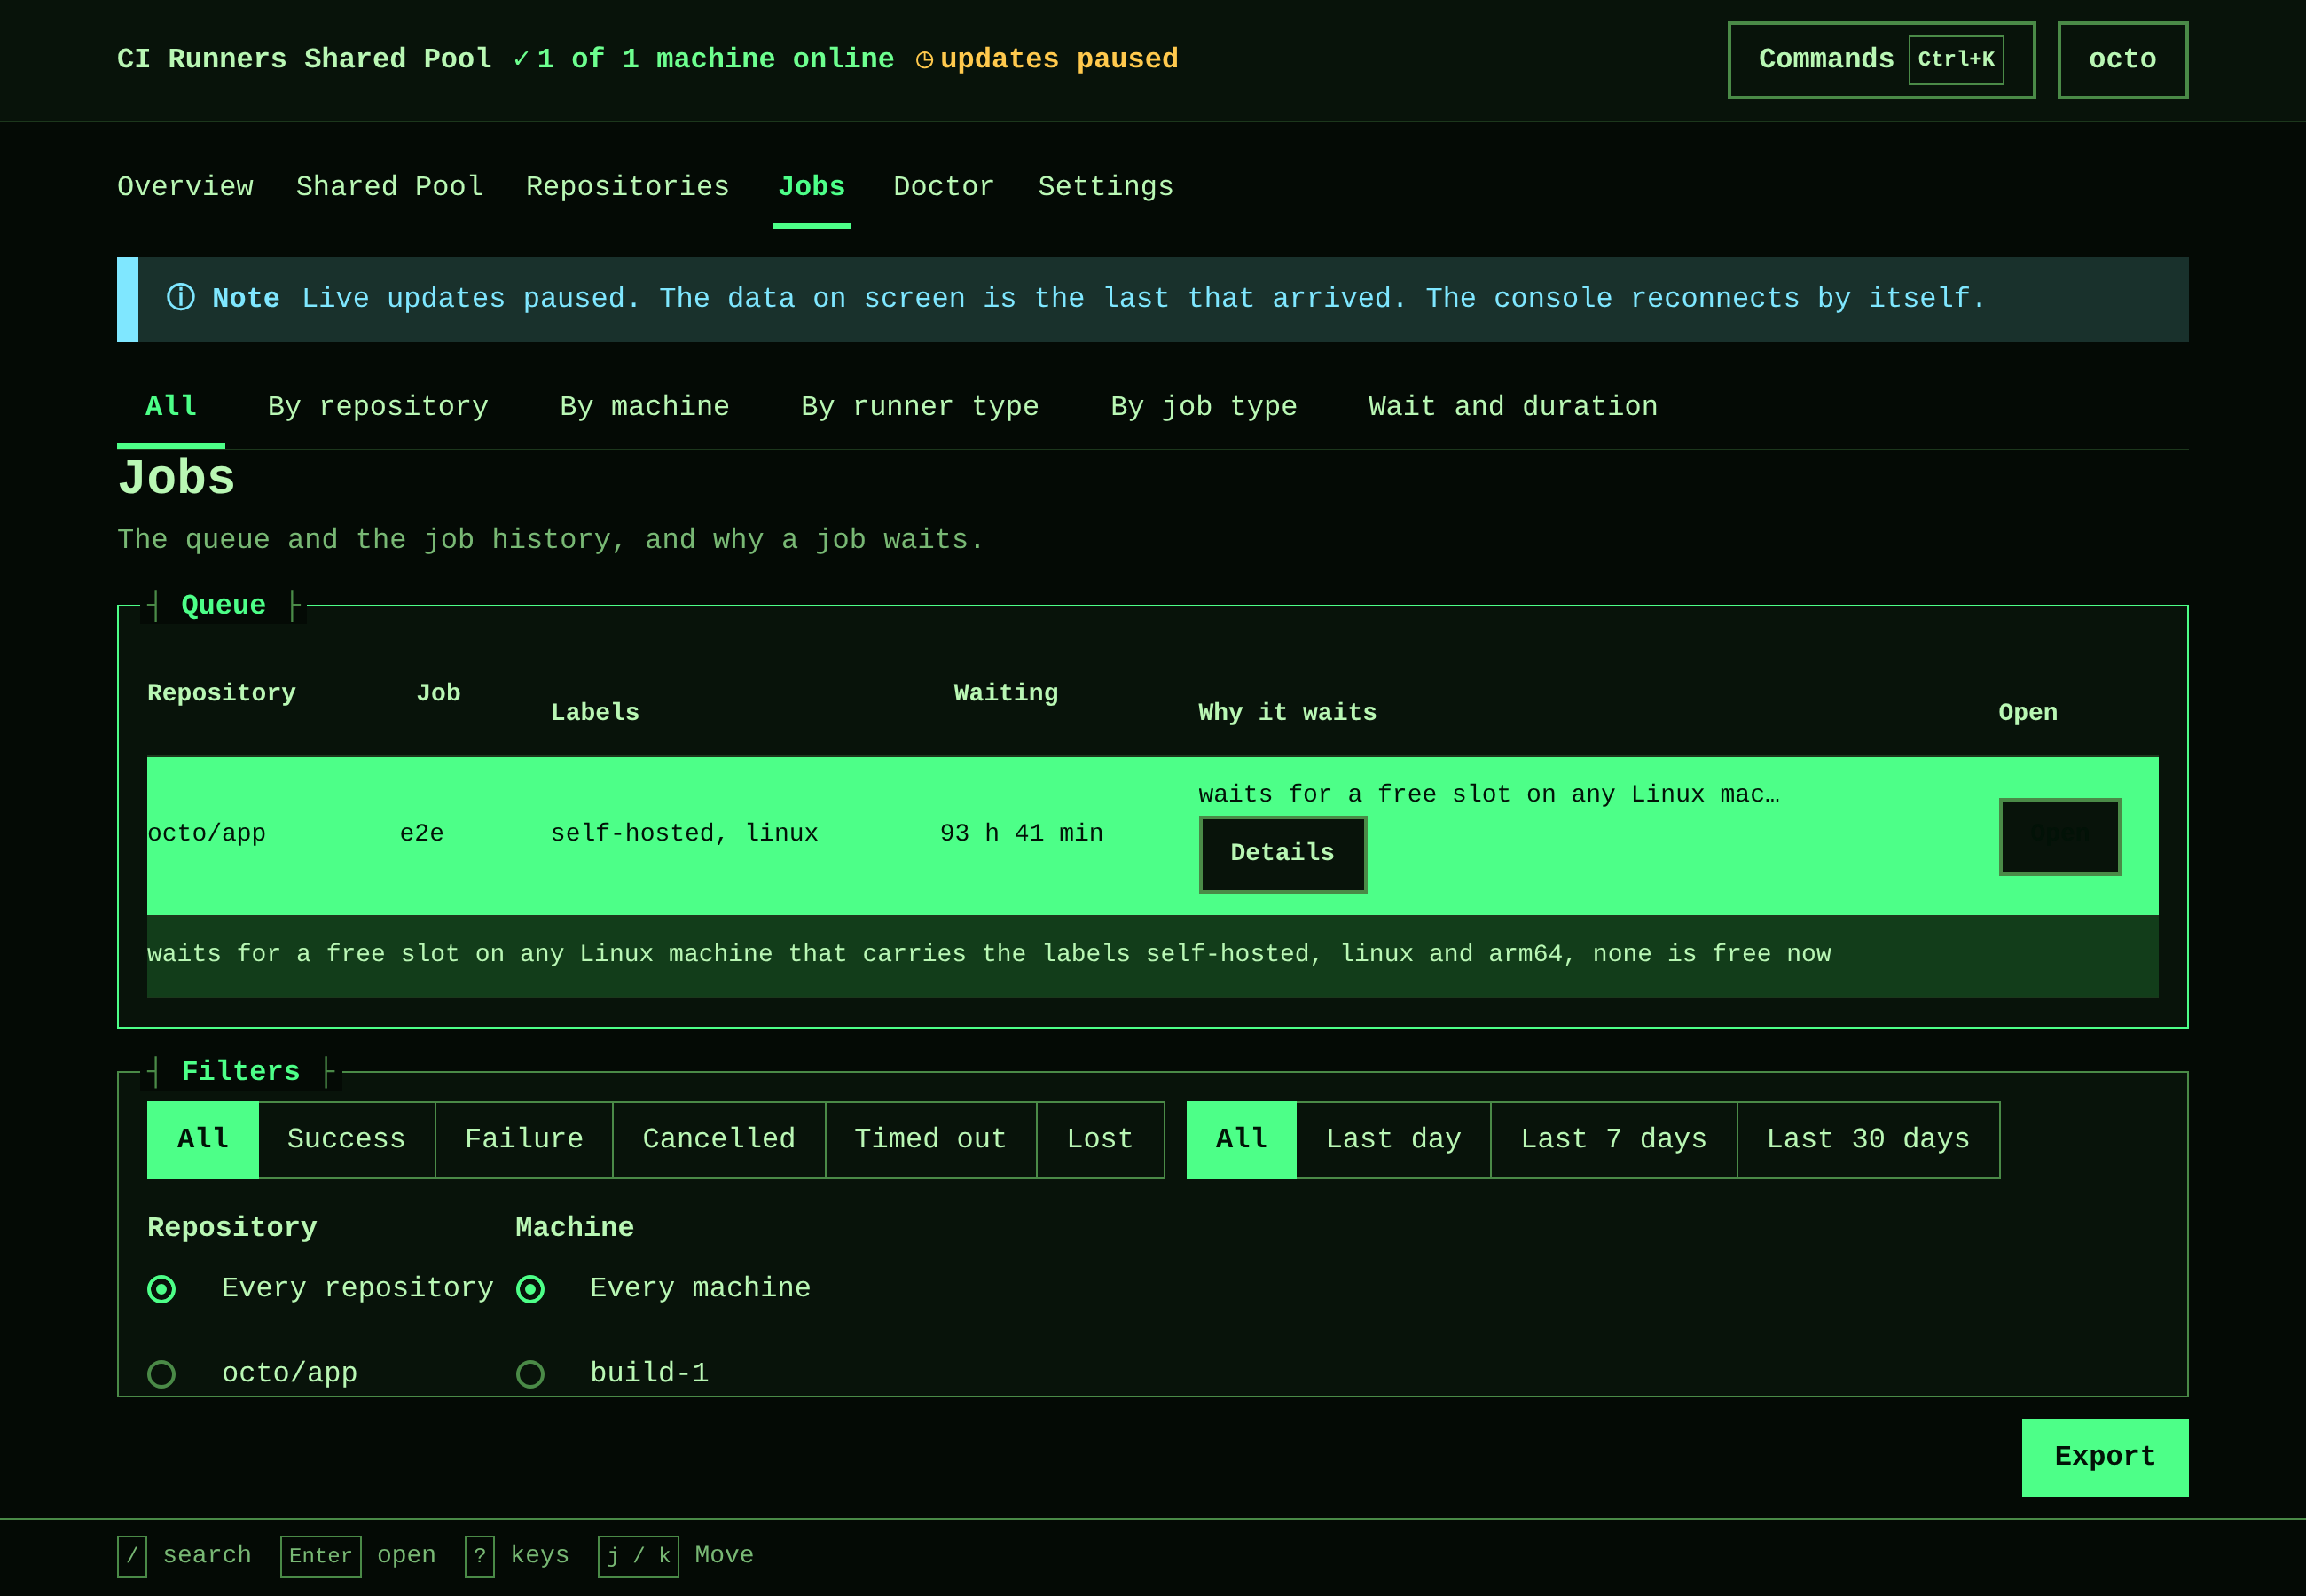 CI Runners Shared Pool ✓ 1 of 1 machine online ◷ updates paused Commands Ctrl+K octo
Overview Shared Pool Repositories Jobs Doctor Settings
ⓘ Note Live updates paused. The data on screen is the last that arrived. The console reconnects by itself.
All By repository By machine By runner type By job type Wait and duration
Jobs
The queue and the job history, and why a job waits.
Queue
Repository Job Labels Waiting Why it waits Open
octo/app e2e self-hosted, linux 93 h 41 min waits for a free slot on any Linux mac… Open
Details
waits for a free slot on any Linux machine that carries the labels self-hosted, linux and arm64, none is free now
Filters
All Success Failure Cancelled Timed out Lost All Last day Last 7 days Last 30 days
Repository Machine
Every repository Every machine
octo/app build-1
Export
/ search Enter open ? keys j / k Move